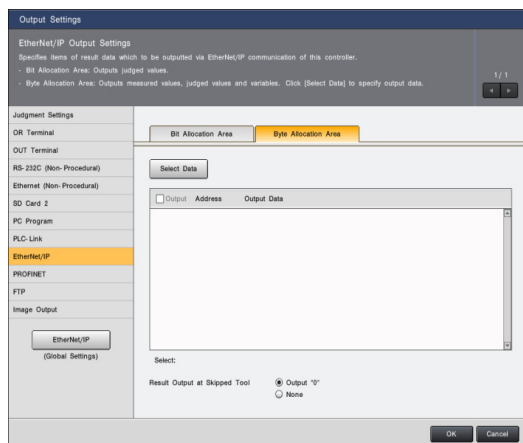 Output Settings
EtherNet/IP Output Settings
Specifies items of result data which to be outputted via EtherNet/IP communication of this controller.
- Bit Allocation Area: Outputs judged values.
- Byte Allocation Area: Outputs measured values, judged values and variables. Click [Select Data] to specify output data.
1/ 1
Judgment Settings
OR Terminal
OUT Terminal
RS-232C (Non-Procedural)
Ethernet (Non-Procedural)
SD Card 2
PC Program
PLC-Link
EtherNet/IP
PROFINET
FTP
Image Output
EtherNet/IP
(Global Settings)
Bit Allocation Area
Byte Allocation Area
Select Data
Output Address Output Data
Select:
Result Output at Skipped Tool
Output "0"
None
OK
Cancel